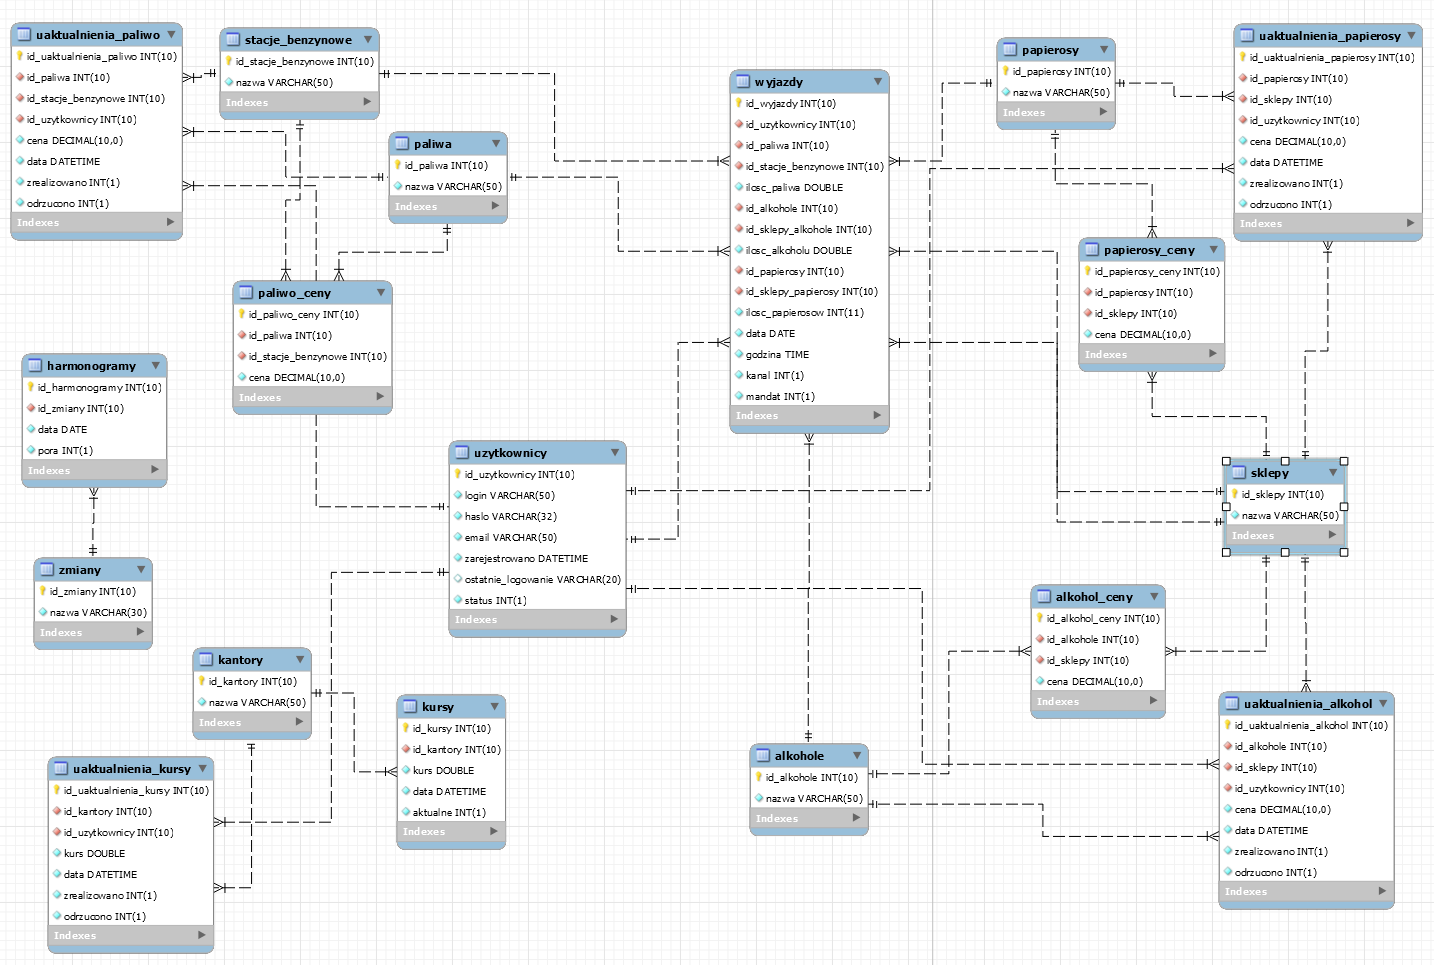 uaktualnienia_paliwo
id_uaktualnienia_paliwo INT(10)
id_paliwa INT(10)
id_stacje_benzynowe INT(10)
id_uzytkownicy INT(10)
cena DECIMAL(10,0)
data DATETIME
zrealizowano INT(1)
odrzucono INT(1)
Indexes
stacje_benzynowe
id_stacje_benzynowe INT(10)
nazwa VARCHAR(50)
Indexes
paliwa
id_paliwa INT(10)
nazwa VARCHAR(50)
Indexes
paliwo_ceny
id_paliwo_ceny INT(10)
id_paliwa INT(10)
id_stacje_benzynowe INT(10)
cena DECIMAL(10,0)
Indexes
wyjazdy
id_wyjazdy INT(10)
id_uzytkownicy INT(10)
id_paliwa INT(10)
id_stacje_benzynowe INT(10)
ilosc_paliwa DOUBLE
id_alkohole INT(10)
id_sklepy_alkohole INT(10)
ilosc_alkoholu DOUBLE
id_papierosy INT(10)
id_sklepy_papierosy INT(10)
ilosc_papierosow INT(11)
data DATE
godzina TIME
kanal INT(1)
mandat INT(1)
Indexes
papierosy
id_papierosy INT(10)
nazwa VARCHAR(50)
Indexes
uaktualnienia_papierosy
id_uaktualnienia_papierosy INT(10)
id_papierosy INT(10)
id_sklepy INT(10)
id_uzytkownicy INT(10)
cena DECIMAL(10,0)
data DATETIME
zrealizowano INT(1)
odrzucono INT(1)
Indexes
papierosy_ceny
id_papierosy_ceny INT(10)
id_papierosy INT(10)
id_sklepy INT(10)
cena DECIMAL(10,0)
Indexes
harmonogramy
id_harmonogramy INT(10)
id_zmiany INT(10)
data DATE
pora INT(1)
Indexes
zmiany
id_zmiany INT(10)
nazwa VARCHAR(30)
Indexes
uzytkownicy
id_uzytkownicy INT(10)
login VARCHAR(50)
haslo VARCHAR(32)
email VARCHAR(50)
zarejestrowano DATETIME
ostatnie_logowanie VARCHAR(20)
status INT(1)
Indexes
sklepy
id_sklepy INT(10)
nazwa VARCHAR(50)
Indexes
alkohol_ceny
id_alkohol_ceny INT(10)
id_alkohole INT(10)
id_sklepy INT(10)
cena DECIMAL(10,0)
Indexes
kantory
id_kantory INT(10)
nazwa VARCHAR(50)
Indexes
kursy
id_kursy INT(10)
id_kantory INT(10)
kurs DOUBLE
data DATETIME
aktualne INT(1)
Indexes
uaktualnienia_kursy
id_uaktualnienia_kursy INT(10)
id_kantory INT(10)
id_uzytkownicy INT(10)
kurs DOUBLE
data DATETIME
zrealizowano INT(1)
odrzucono INT(1)
Indexes
alkohole
id_alkohole INT(10)
nazwa VARCHAR(50)
Indexes
uaktualnienia_alkohol
id_uaktualnienia_alkohol INT(10)
id_alkohole INT(10)
id_sklepy INT(10)
id_uzytkownicy INT(10)
cena DECIMAL(10,0)
data DATETIME
zrealizowano INT(1)
odrzucono INT(1)
Indexes